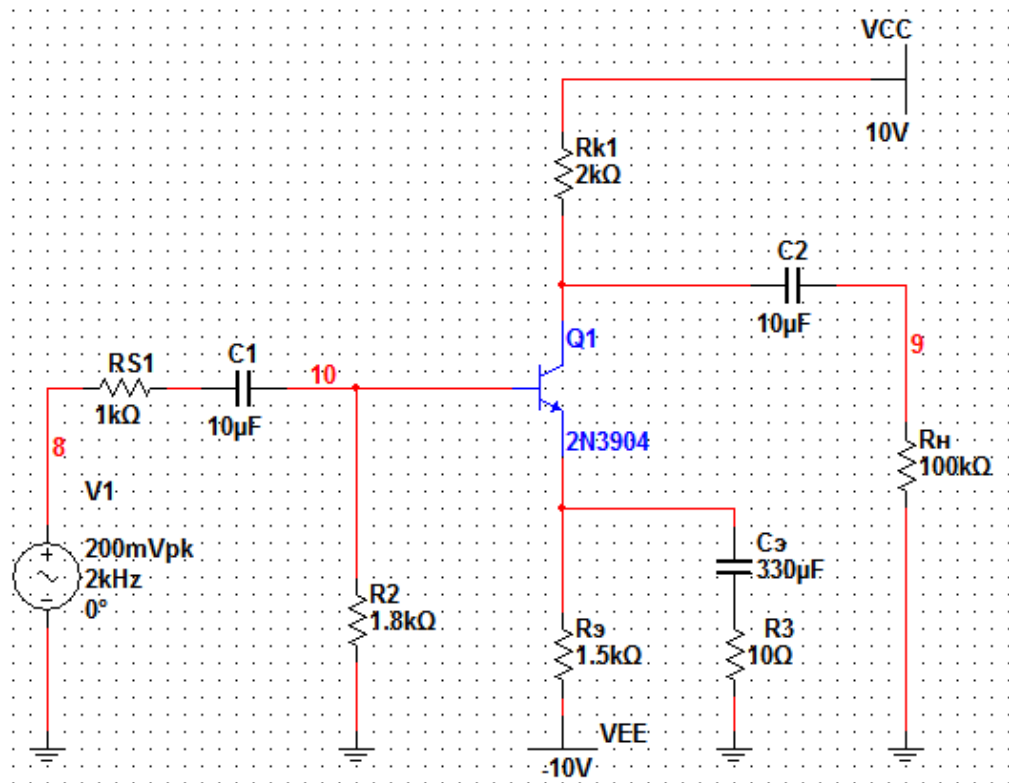 VCC
10V
Rk1
2kΩ
C2
10µF
Q1
9
RS1
1kΩ
C1
10µF
10
2N3904
Rн
100kΩ
8
V1
200mVpk
2kHz
0°
Cэ
330µF
R2
1.8kΩ
Rэ
1.5kΩ
R3
10Ω
VEE
-10V